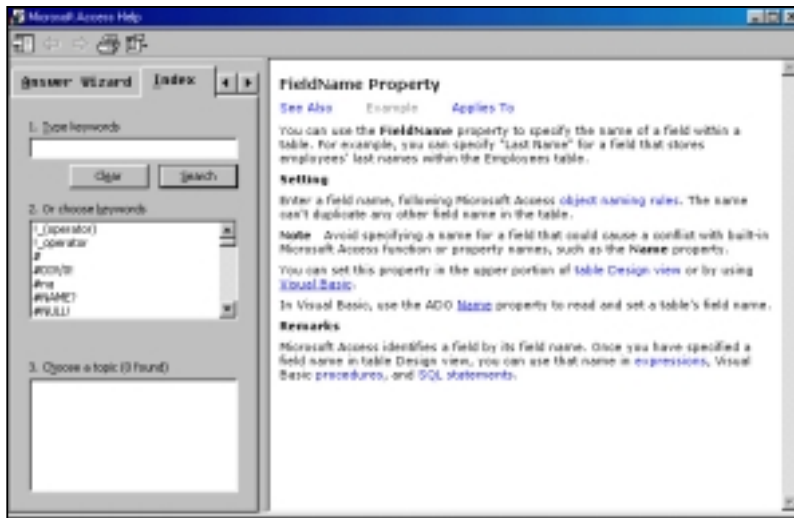 Microsoft Access Help
Answer Wizard Index
1. Type keywords
Clear Search
2. Or choose keywords
!_(operator)
!_operator
#
#DIV/0!
#na
#NAME?
#NULL!
3. Choose a topic (0 found)
FieldName Property
See Also Example Applies To
You can use the FieldName property to specify the name of a field within a
table. For example, you can specify "Last Name" for a field that stores
employees' last names within the Employees table.
Setting
Enter a field name, following Microsoft Access object naming rules. The name
can't duplicate any other field name in the table.
Note Avoid specifying a name for a field that could cause a conflict with built-in
Microsoft Access function or property names, such as the Name property.
You can set this property in the upper portion of table Design view or by using
Visual Basic.
In Visual Basic, use the ADO Name property to read and set a table's field name.
Remarks
Microsoft Access identifies a field by its field name. Once you have specified a
field name in table Design view, you can use that name in expressions, Visual
Basic procedures, and SQL statements.